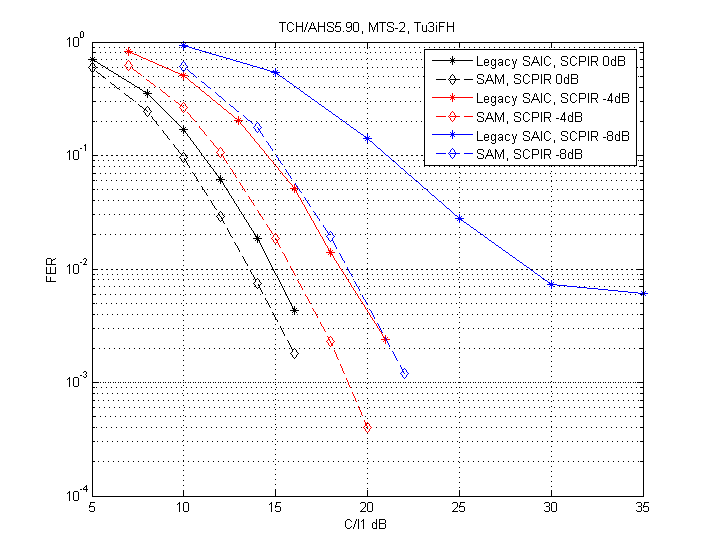 TCH/AHS5.90, MTS-2, Tu3iFH
Legacy SAIC, SCPIR 0dB
SAM, SCPIR 0dB
Legacy SAIC, SCPIR -4dB
SAM, SCPIR -4dB
Legacy SAIC, SCPIR -8dB
SAM, SCPIR -8dB
FER
10^0
10^-1
10^-2
10^-3
10^-4
5 10 15 20 25 30 35
C/I1 dB